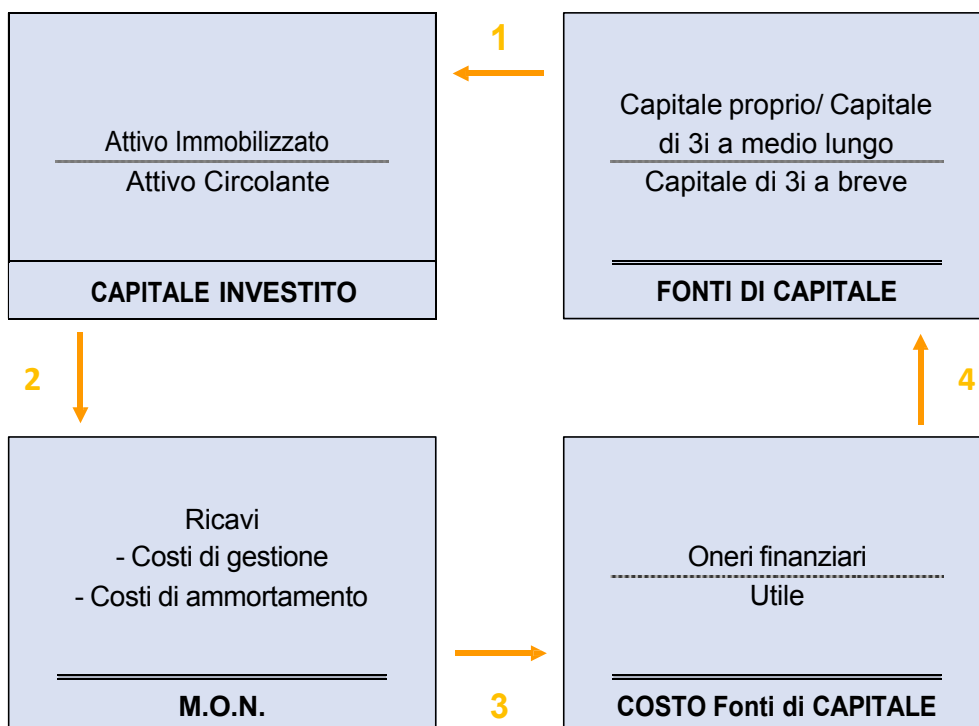 1
Attivo Immobilizzato
Attivo Circolante
CAPITALE INVESTITO
Capitale proprio/ Capitale
di 3i a medio lungo
Capitale di 3i a breve
FONTI DI CAPITALE
2
4
Ricavi
- Costi di gestione
- Costi di ammortamento
M.O.N.
3
Oneri finanziari
Utile
COSTO Fonti di CAPITALE